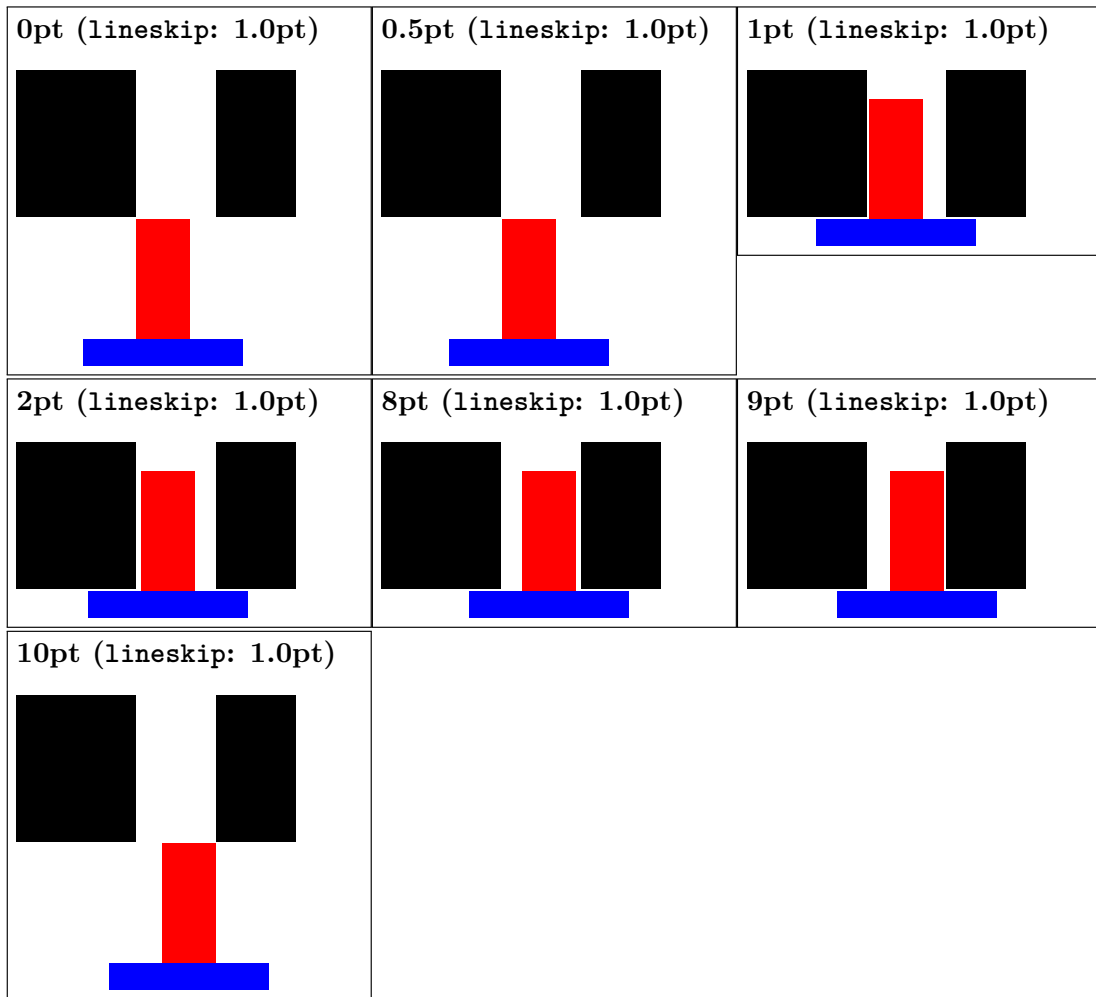 0pt (lineskip: 1.0pt)
0.5pt (lineskip: 1.0pt)
1pt (lineskip: 1.0pt)
2pt (lineskip: 1.0pt)
8pt (lineskip: 1.0pt)
9pt (lineskip: 1.0pt)
10pt (lineskip: 1.0pt)